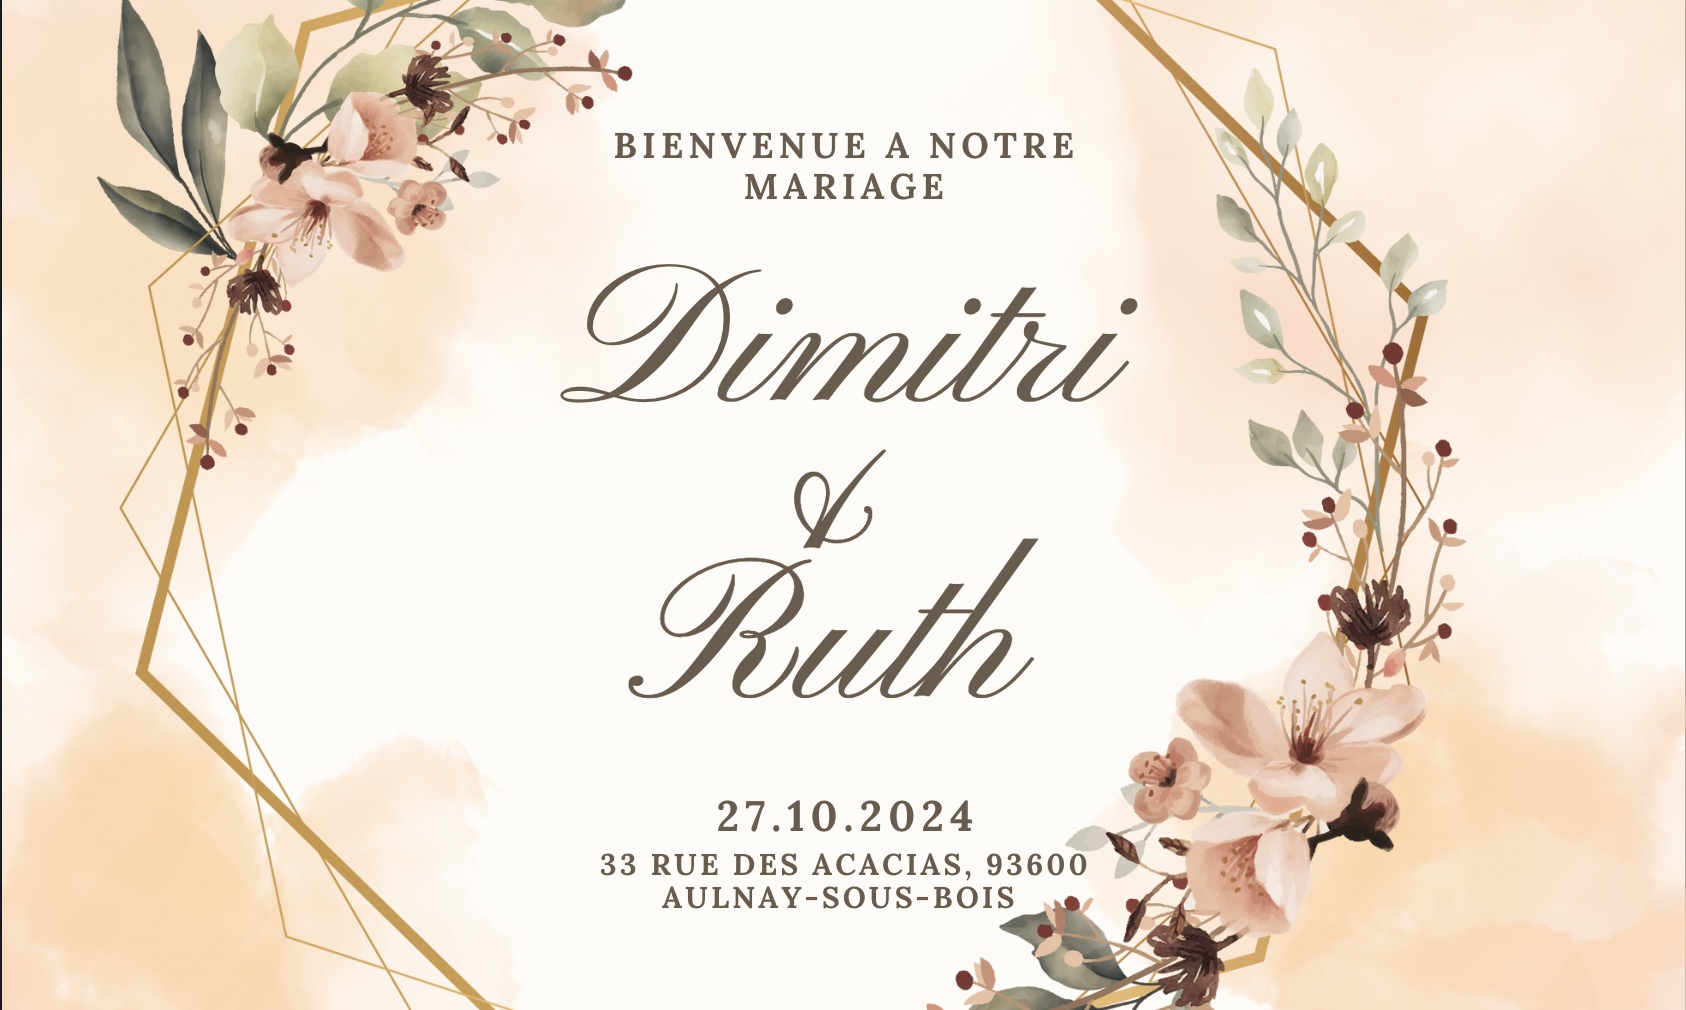 BIENVENUE A NOTRE
MARIAGE
Dimitri
&
Ruth
27.10.2024
33 RUE DES ACACIAS, 93600
AULNAY-SOUS-BOIS